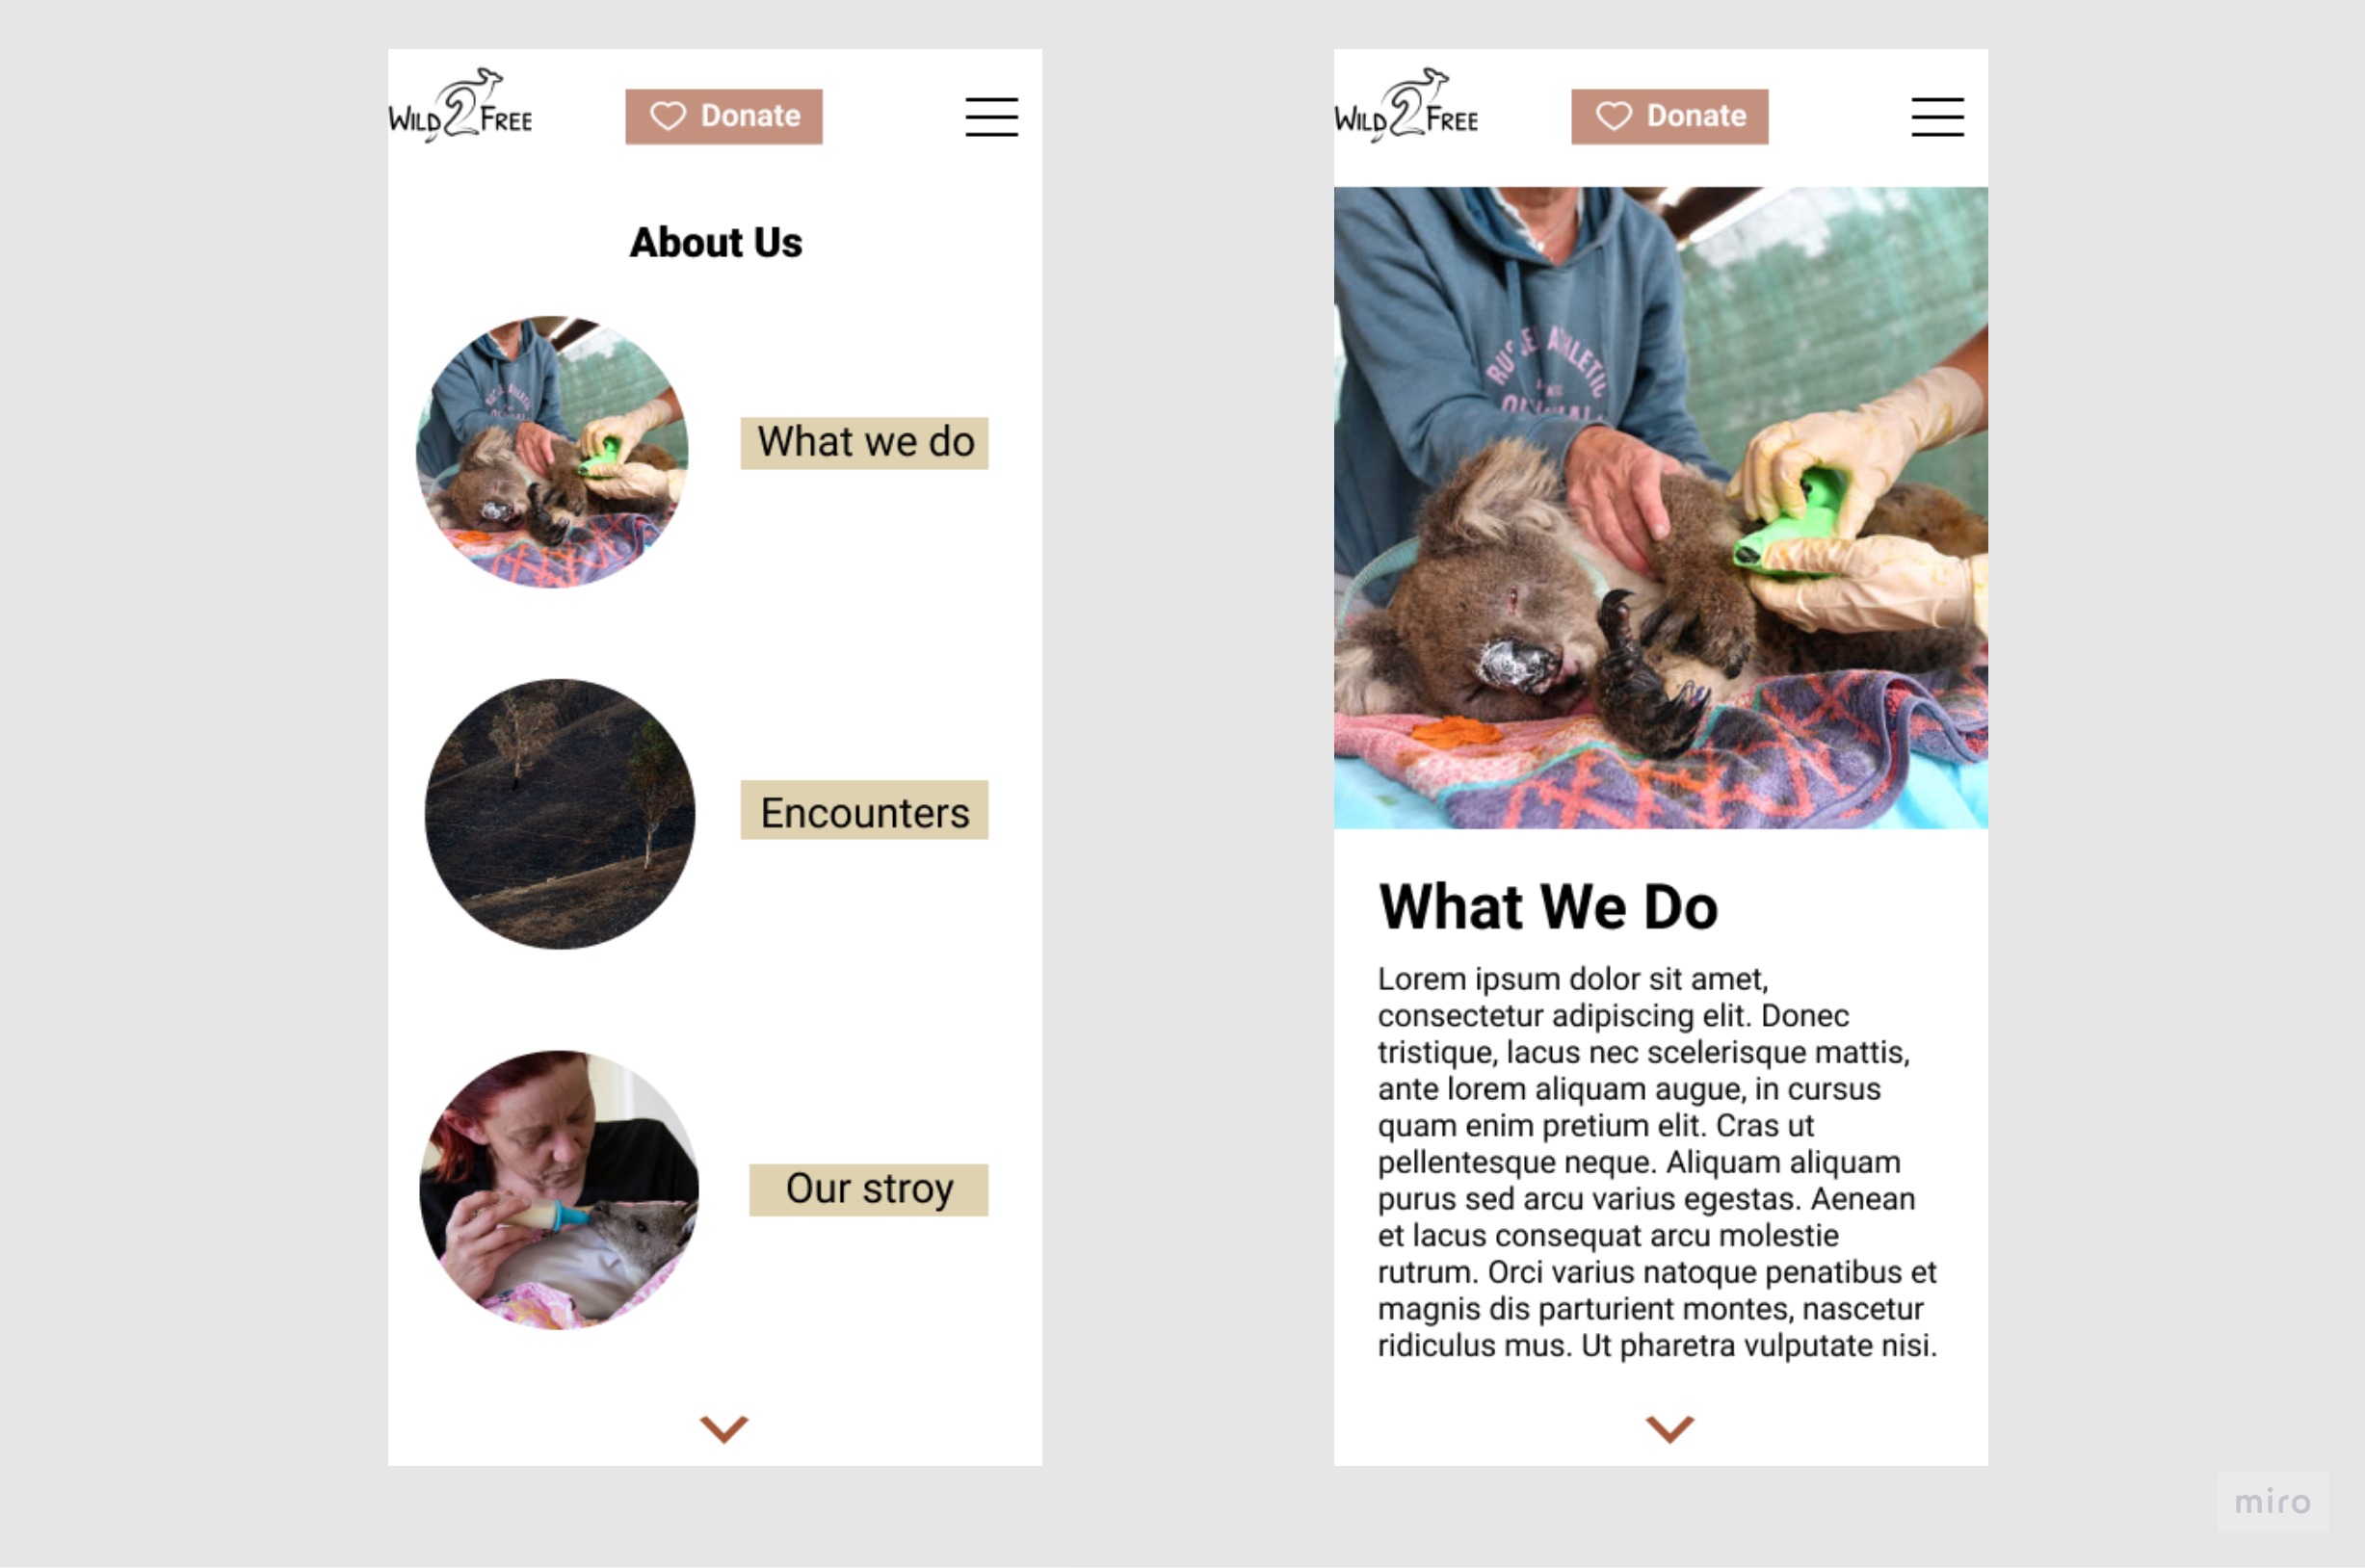 WILD 2 FREE
Donate
About Us
What we do
Encounters
Our stroy
WILD 2 FREE
Donate
ATHLETIC
What We Do
Lorem ipsum dolor sit amet,
consectetur adipiscing elit. Donec
tristique, lacus nec scelerisque mattis,
ante lorem aliquam augue, in cursus
quam enim pretium elit. Cras ut
pellentesque neque. Aliquam aliquam
purus sed arcu varius egestas. Aenean
et lacus consequat arcu molestie
rutrum. Orci varius natoque penatibus et
magnis dis parturient montes, nascetur
ridiculus mus. Ut pharetra vulputate nisi.
miro